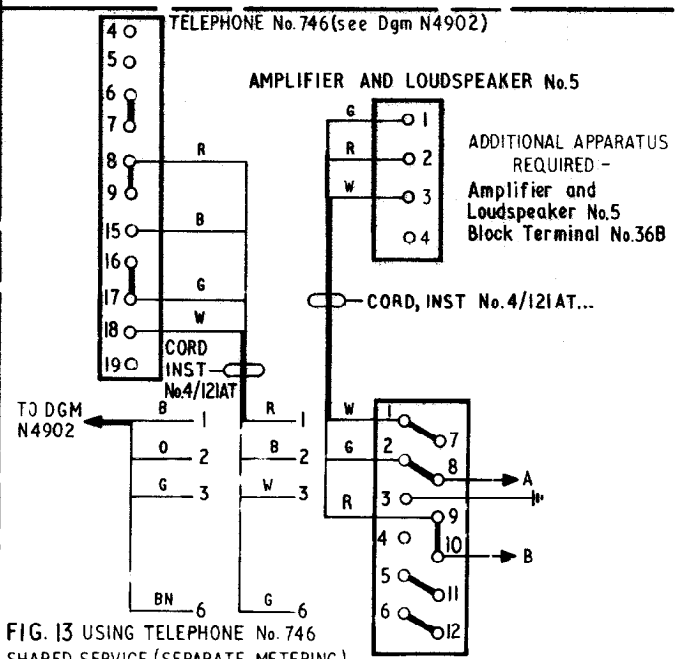 TELEPHONE No. 746 (see Dgm N4902)
4
5
6
7
8
9
15
16
17
18
19
R
B
G
W
CORD
INST
No.4/121AT
AMPLIFIER AND LOUDSPEAKER No.5
G
R
W
1
2
3
4
ADDITIONAL APPARATUS
REQUIRED -
Amplifier and
Loudspeaker No.5
Block Terminal No.36B
CORD, INST No. 4/121AT...
TO DGM
N4902
B 1 R 1
O 2 B 2
G 3 W 3
BN 6 G 6
W 1 7
G 2 8 A
3
R 9
4 10 B
5 11
6 12
FIG. 13 USING TELEPHONE No. 746
SHARED SERVICE (SEPARATE METERING)